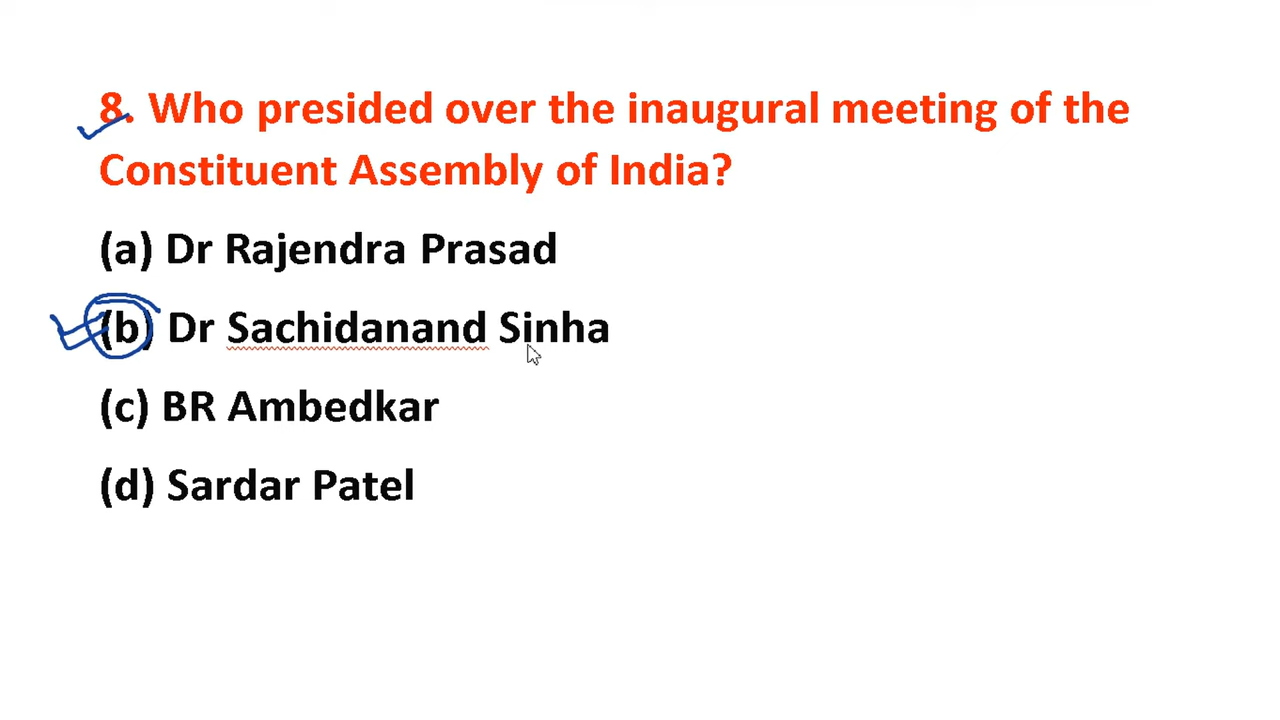 8. Who presided over the inaugural meeting of the
Constituent Assembly of India?
(a) Dr Rajendra Prasad
(b) Dr Sachidanand Sinha
(c) BR Ambedkar
(d) Sardar Patel